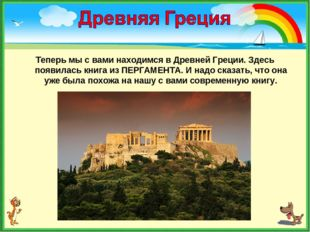 Древняя Греция
Теперь мы с вами находимся в Древней Греции. Здесь
появилась книга из ПЕРГАМЕНТА. И надо сказать, что она
уже была похожа на нашу с вами современную книгу.